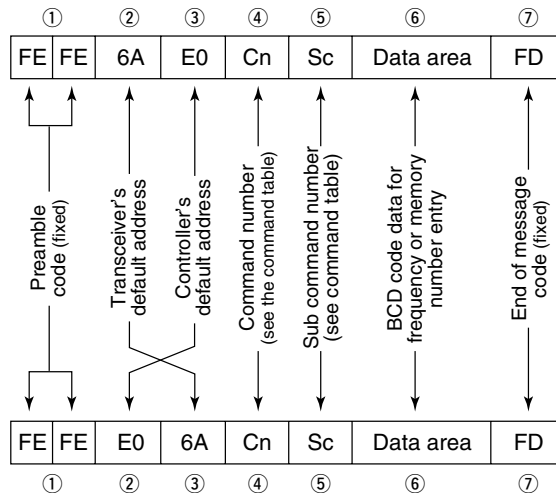 ① ② ③ ④ ⑤ ⑥ ⑦
FE FE 6A E0 Cn Sc Data area FD
Preamble
code (fixed)
Transceiver's
default address
Controller's
default address
Command number
(see the command table)
Sub command number
(see command table)
BCD code data for
frequency or memory
number entry
End of message
code (fixed)
FE FE E0 6A Cn Sc Data area FD
① ② ③ ④ ⑤ ⑥ ⑦